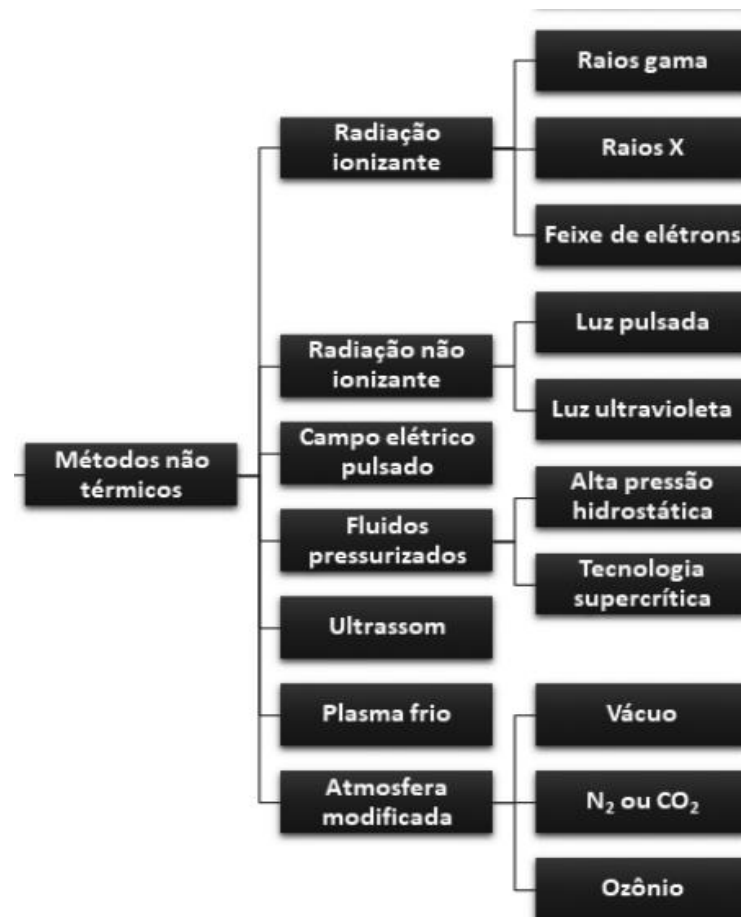 Métodos não
térmicos
Radiação
ionizante
Raios gama
Raios X
Feixe de elétrons
Radiação não
ionizante
Luz pulsada
Luz ultravioleta
Campo elétrico
pulsado
Fluidos
pressurizados
Alta pressão
hidrostática
Tecnologia
supercrítica
Ultrassom
Plasma frio
Atmosfera
modificada
Vácuo
N₂ ou CO₂
Ozônio